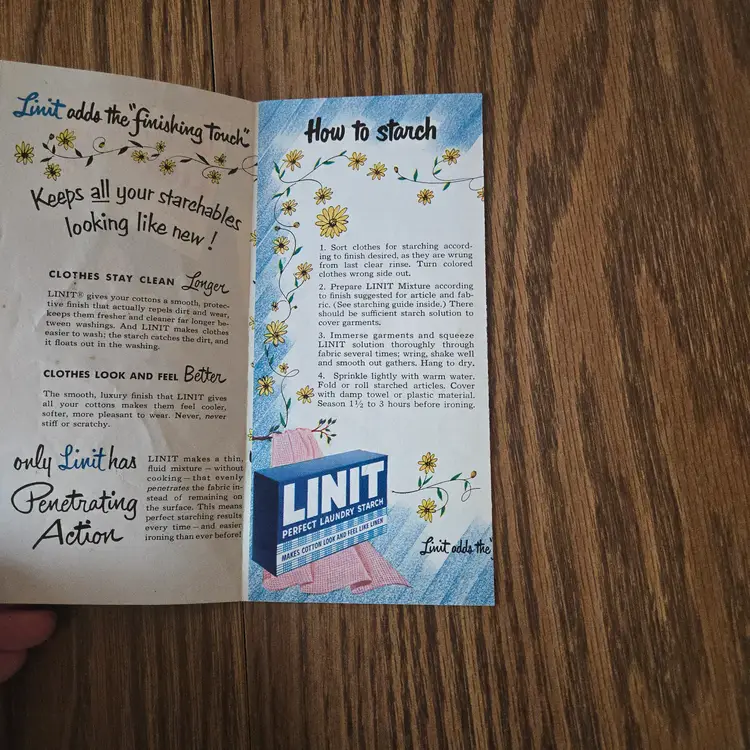 Linit adds the "finishing touch"
Keeps all your starchables
looking like new!
CLOTHES STAY CLEAN Longer
LINIT® gives your cottons a smooth, protec-
tive finish that actually repels dirt and wear,
keeps them fresher and cleaner far longer be-
tween washings. And LINIT makes clothes
easier to wash; the starch catches the dirt, and
it floats out in the washing.
CLOTHES LOOK AND FEEL Better
The smooth, luxury finish that LINIT gives
all your cottons makes them feel cooler,
softer, more pleasant to wear. Never, never
stiff or scratchy.
only Linit has
Penetrating
Action
LINIT makes a thin,
fluid mixture — without
cooking — that evenly
penetrates the fabric in-
stead of remaining on
the surface. This means
perfect starching results
every time — and easier
ironing than ever before!
How to starch
1. Sort clothes for starching accord-
ing to finish desired, as they are wrung
from last clear rinse. Turn colored
clothes wrong side out.
2. Prepare LINIT Mixture according
to finish suggested for article and fab-
ric. (See starching guide inside.) There
should be sufficient starch solution to
cover garments.
3. Immerse garments and squeeze
LINIT solution thoroughly through
fabric several times; wring, shake well
and smooth out gathers. Hang to dry.
4. Sprinkle lightly with warm water.
Fold or roll starched articles. Cover
with damp towel or plastic material.
Season 1½ to 3 hours before ironing.
LINIT
PERFECT LAUNDRY STARCH
MAKES COTTON LOOK AND FEEL LIKE LINEN
Linit adds the "